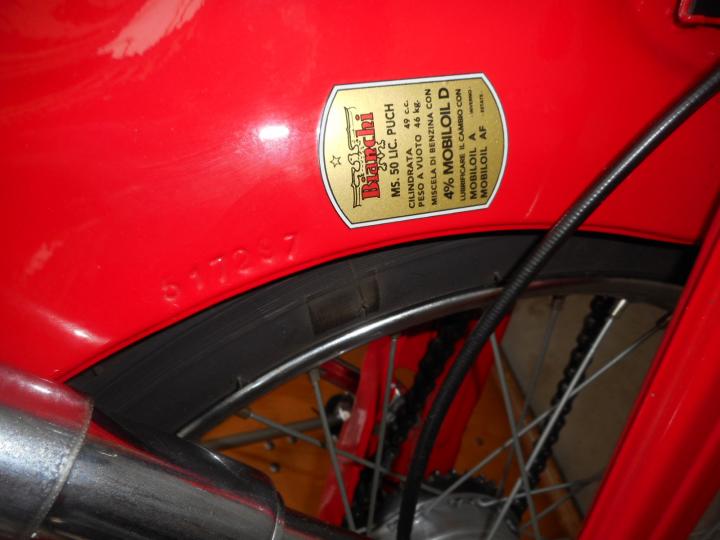 Bianchi
MS. 50 LIC. PUCH
CILINDRATA 49 c.c.
PESO A VUOTO 46 kg.
MISCELA DI BENZINA CON
4% MOBILOIL D
LUBRIFICARE IL CAMBIO CON
MOBILOIL A - INVERNO -
MOBILOIL AF - ESTATE -
517297